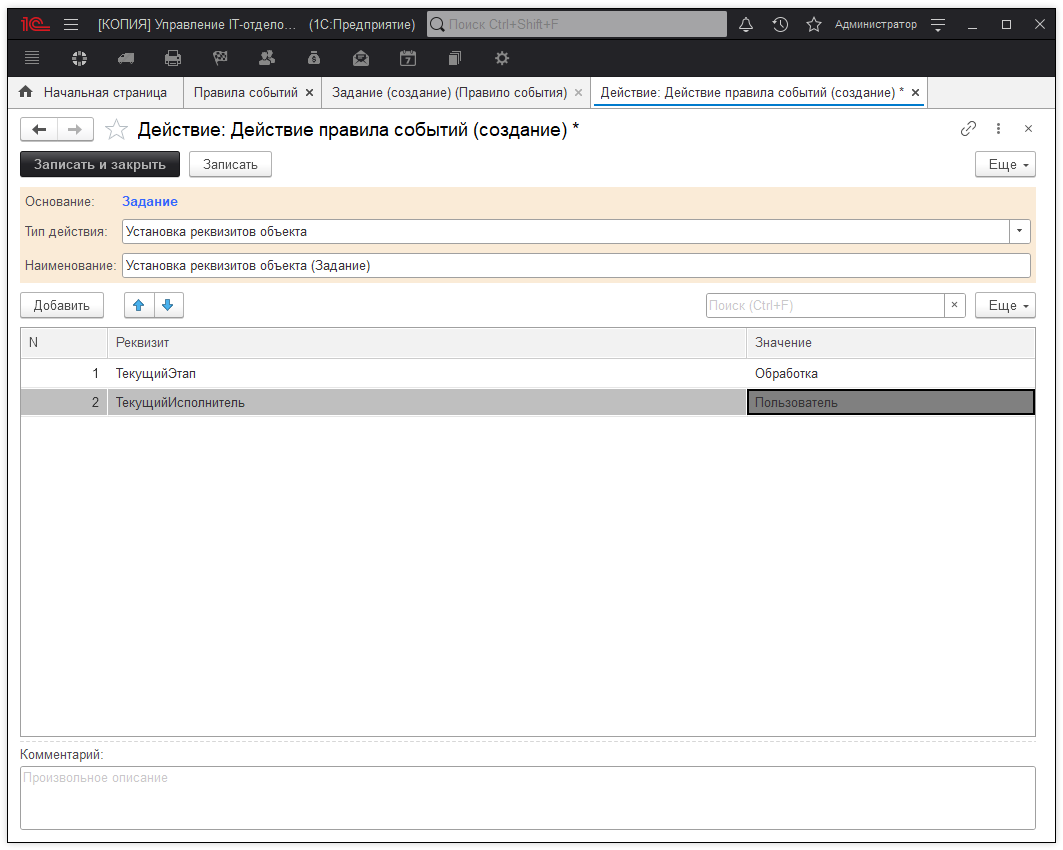 1С [КОПИЯ] Управление IT-отдело... (1С:Предприятие) Поиск Ctrl+Shift+F Администратор
7
Начальная страница Правила событий × Задание (создание) (Правило события) × Действие: Действие правила событий (создание) * ×
Действие: Действие правила событий (создание) *
Записать и закрыть Записать Еще
Основание: Задание
Тип действия: Установка реквизитов объекта
Наименование: Установка реквизитов объекта (Задание)
Добавить Поиск (Ctrl+F) × Еще
N Реквизит Значение
1 ТекущийЭтап Обработка
2 ТекущийИсполнитель Пользователь
Комментарий:
Произвольное описание